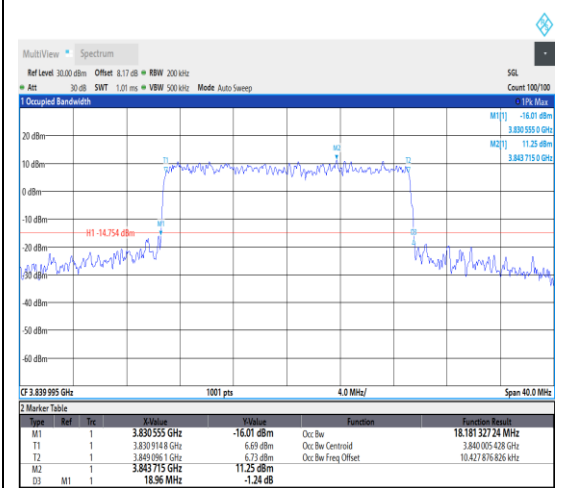 MultiView Spectrum
Ref Level 30.00 dBm Offset 8.17 dB RBW 200 kHz SGL
Att 30 dB SWT 1.01 ms VBW 500 kHz Mode Auto Sweep Count 100/100
1 Occupied Bandwidth 1Pk Max
M1[1] -16.01 dBm
3.830 555 0 GHz
20 dBm M2[1] 11.25 dBm
M2
3.843 715 0 GHz
10 dBm T1 T2
0 dBm
-10 dBm
M1
H1 -14.754 dBm D3
-20 dBm
-30 dBm
-40 dBm
-50 dBm
-60 dBm
CF 3.839 995 GHz 1001 pts 4.0 MHz/ Span 40.0 MHz
2 Marker Table
Type Ref Trc X-Value Y-Value Function Function Result
M1 1 3.830 555 GHz -16.01 dBm Occ Bw 18.181 327 24 MHz
T1 1 3.830 914 8 GHz 6.69 dBm Occ Bw Centroid 3.840 005 428 GHz
T2 1 3.849 096 1 GHz 6.73 dBm Occ Bw Freq Offset 10.427 876 826 kHz
M2 1 3.843 715 GHz 11.25 dBm
D3 M1 1 18.96 MHz -1.24 dB